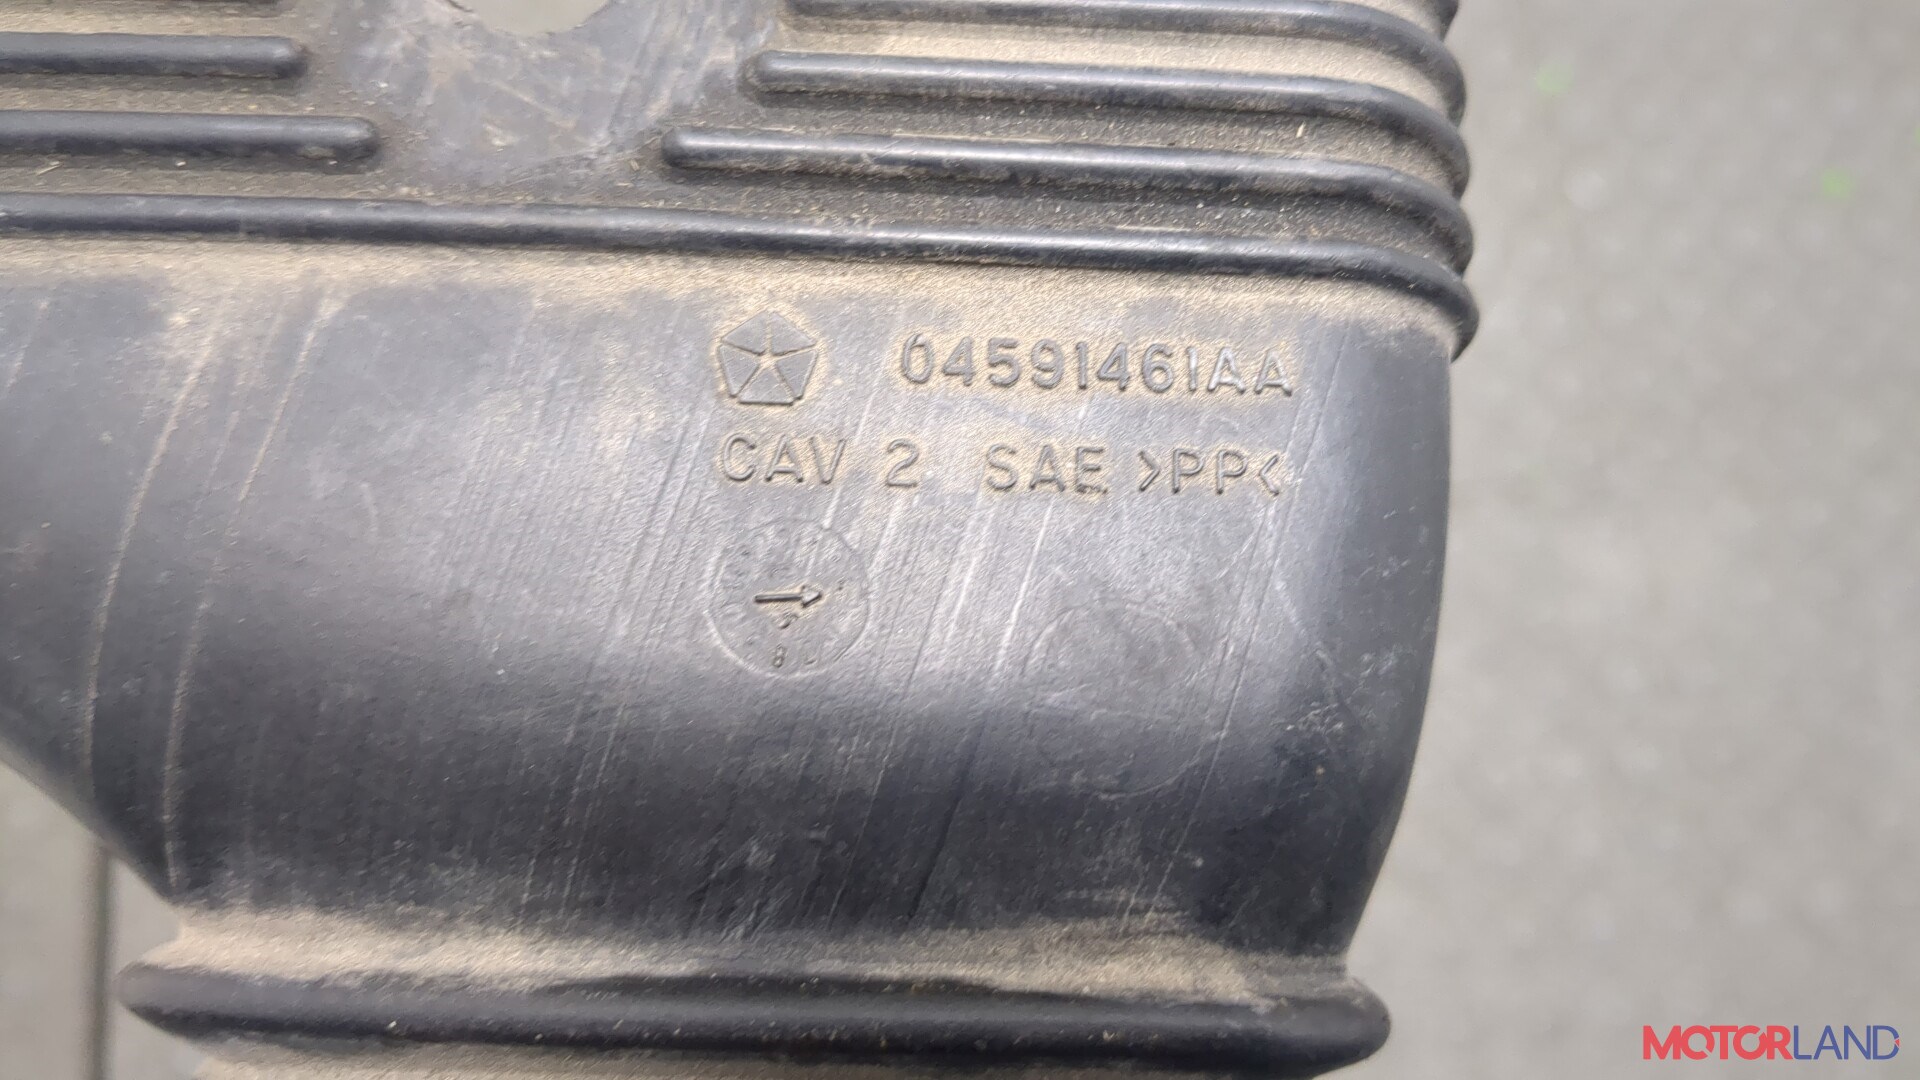 04591461AA
CAV 2 SAE >PP<
MOTORLAND